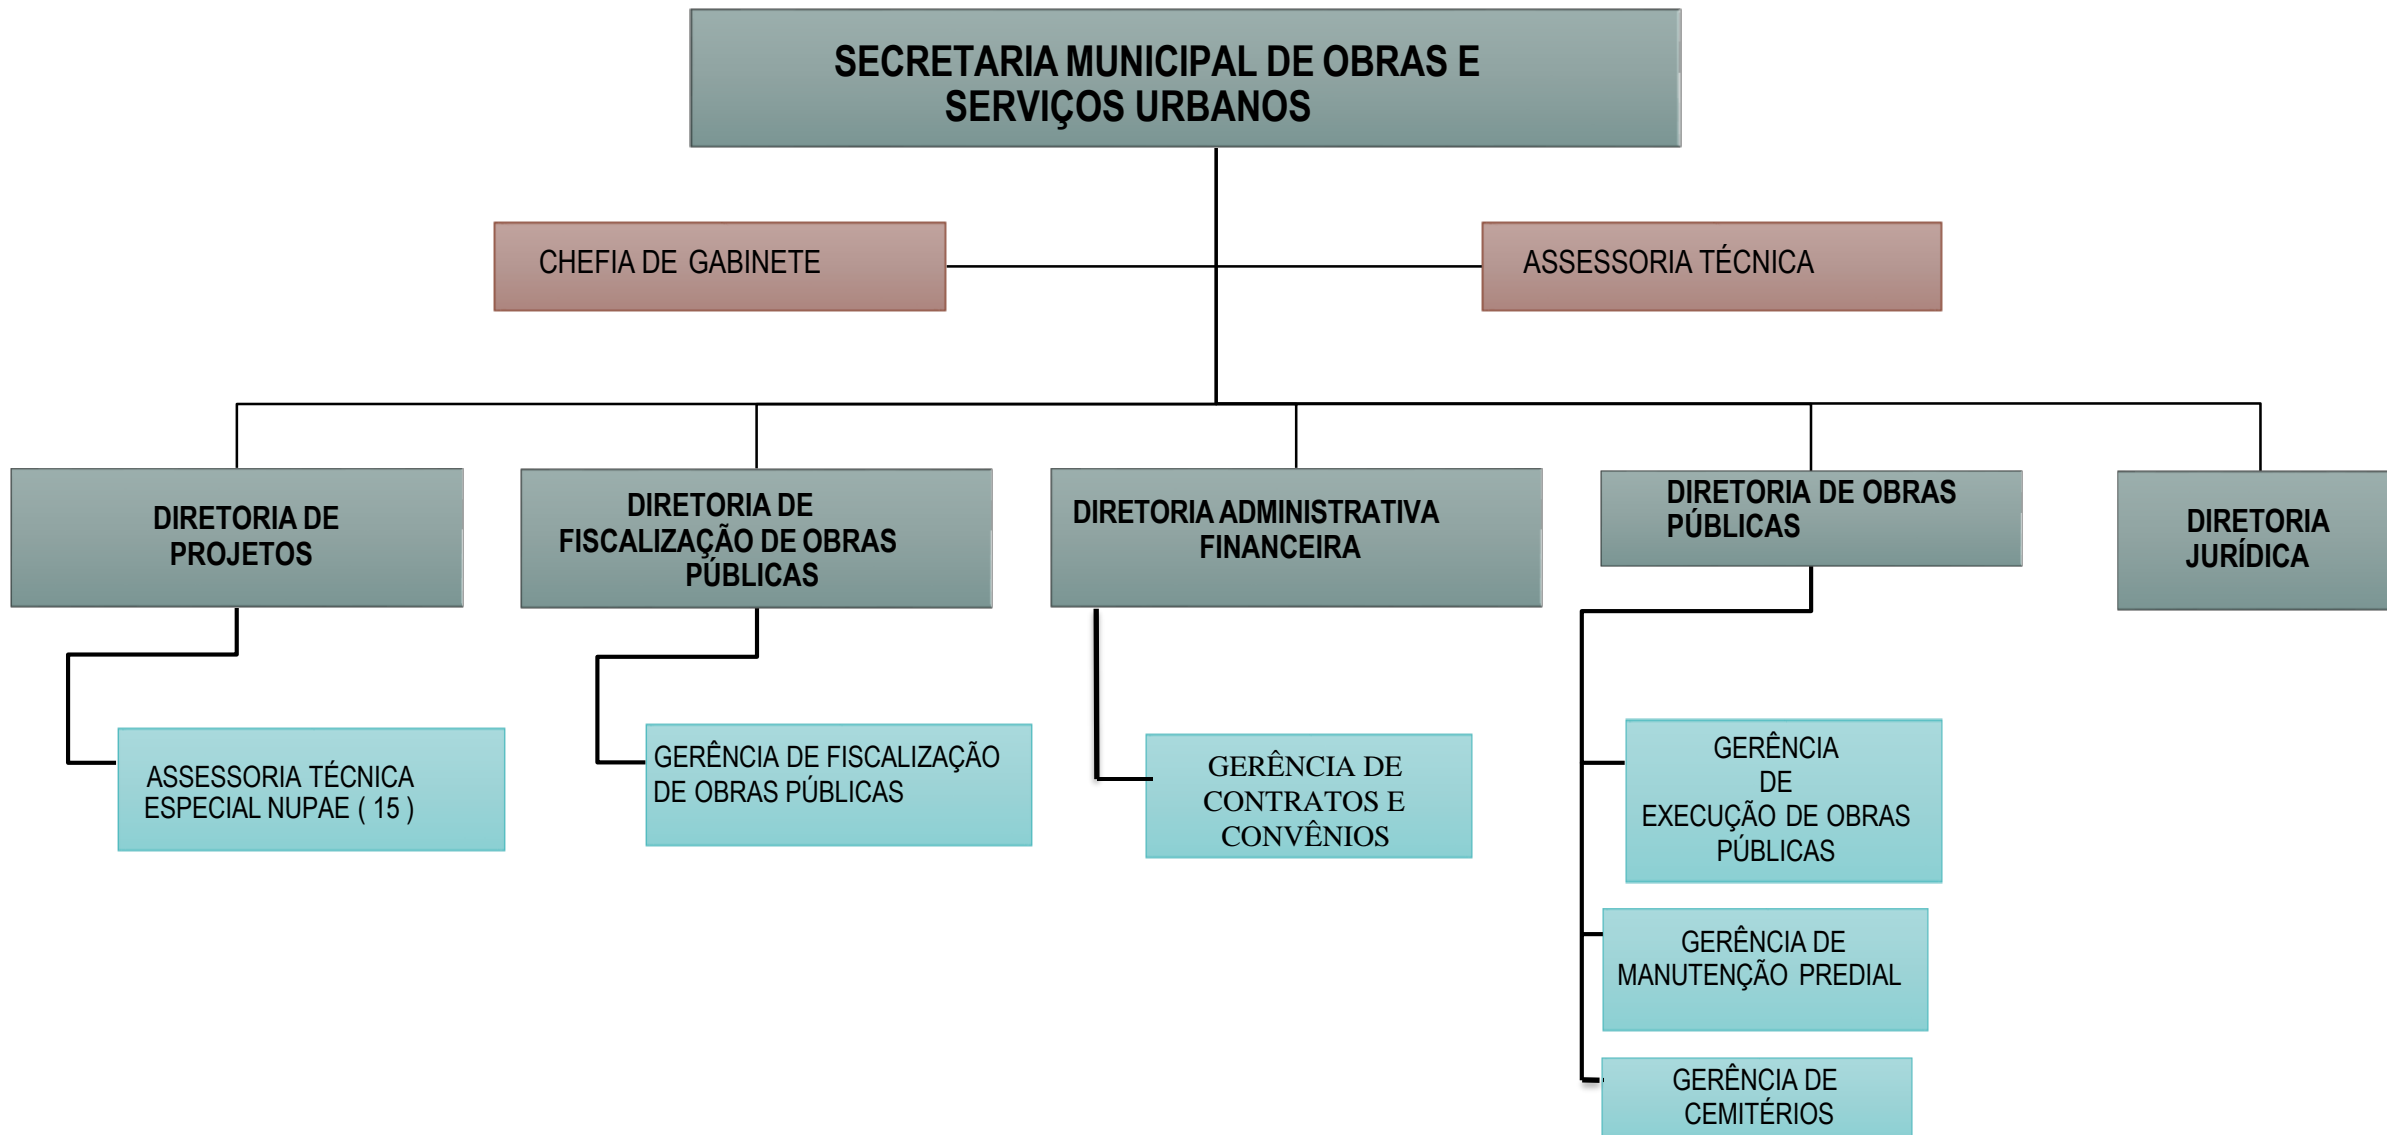 SECRETARIA MUNICIPAL DE OBRAS E
SERVIÇOS URBANOS
CHEFIA DE GABINETE
ASSESSORIA TÉCNICA
DIRETORIA DE
PROJETOS
DIRETORIA DE
FISCALIZAÇÃO DE OBRAS
PÚBLICAS
DIRETORIA ADMINISTRATIVA
FINANCEIRA
DIRETORIA DE OBRAS
PÚBLICAS
DIRETORIA
JURÍDICA
ASSESSORIA TÉCNICA
ESPECIAL NUPAE ( 15 )
GERÊNCIA DE FISCALIZAÇÃO
DE OBRAS PÚBLICAS
GERÊNCIA DE
CONTRATOS E
CONVÊNIOS
GERÊNCIA
DE
EXECUÇÃO DE OBRAS
PÚBLICAS
GERÊNCIA DE
MANUTENÇÃO PREDIAL
GERÊNCIA DE
CEMITÉRIOS